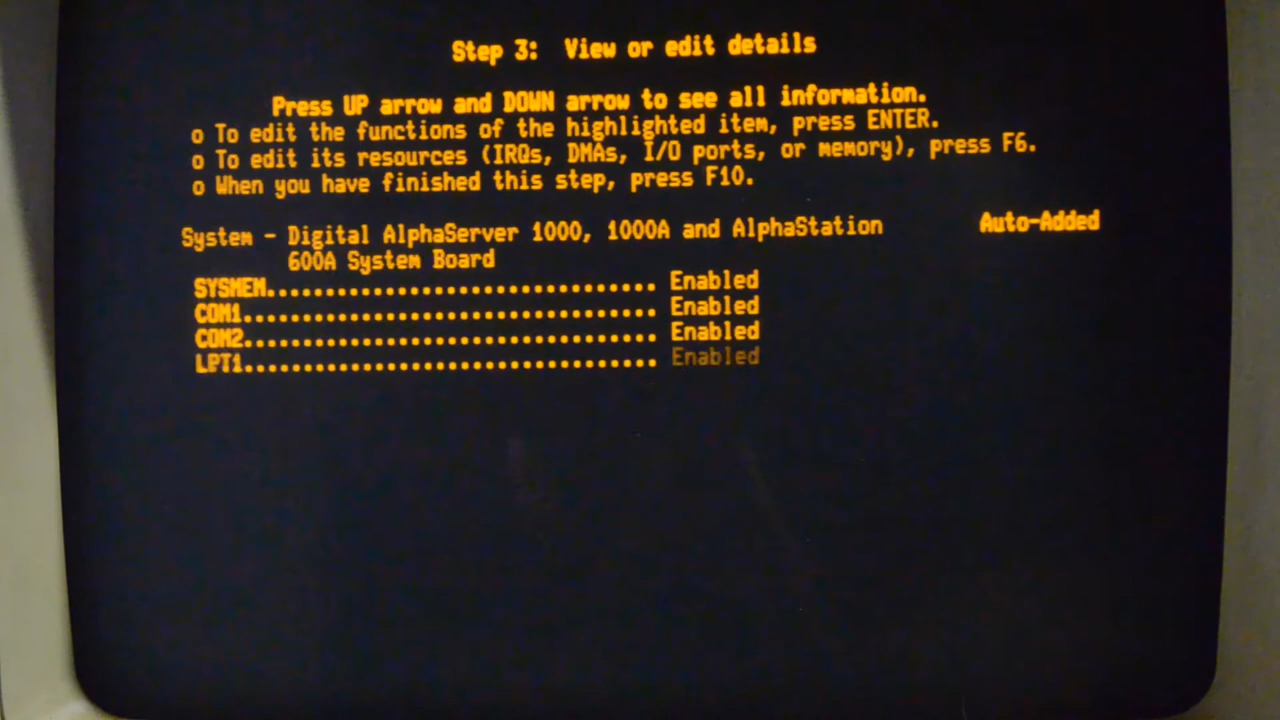 Step 3: View or edit details
Press UP arrow and DOWN arrow to see all information.
o To edit the functions of the highlighted item, press ENTER.
o To edit its resources (IRQs, DMAs, I/O ports, or memory), press F6.
o When you have finished this step, press F10.
System - Digital AlphaServer 1000, 1000A and AlphaStation Auto-Added
600A System Board
SYSMEM................................. Enabled
COM1................................... Enabled
COM2................................... Enabled
LPT1................................... Enabled